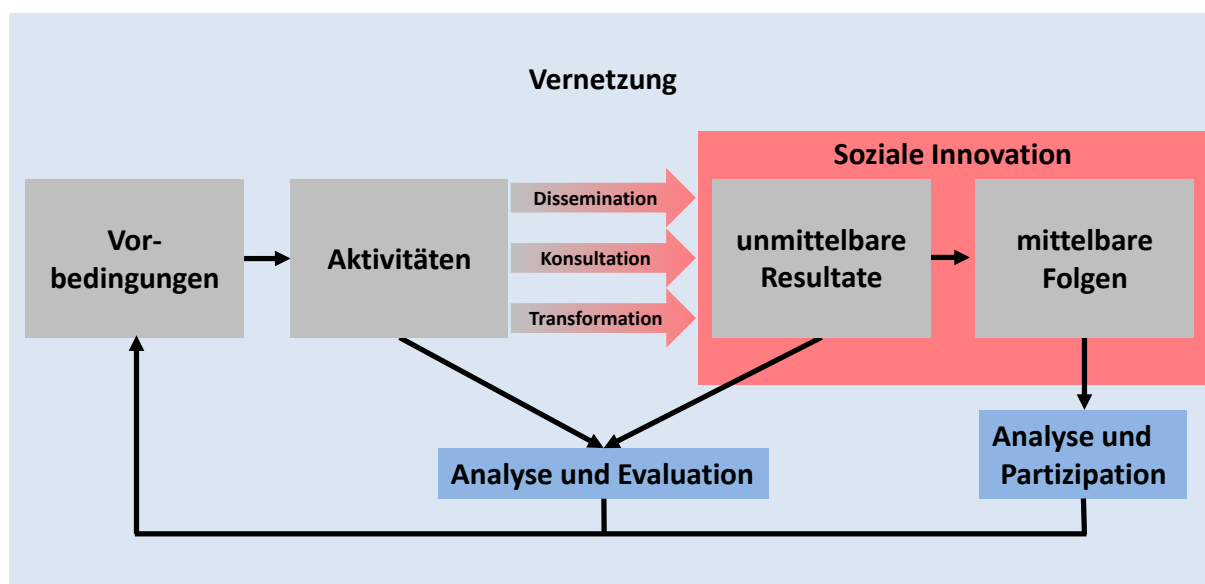 Vernetzung
Soziale Innovation
Vor-
bedingungen
Aktivitäten
Dissemination
Konsultation
Transformation
unmittelbare
Resultate
mittelbare
Folgen
Analyse und Evaluation
Analyse und
Partizipation